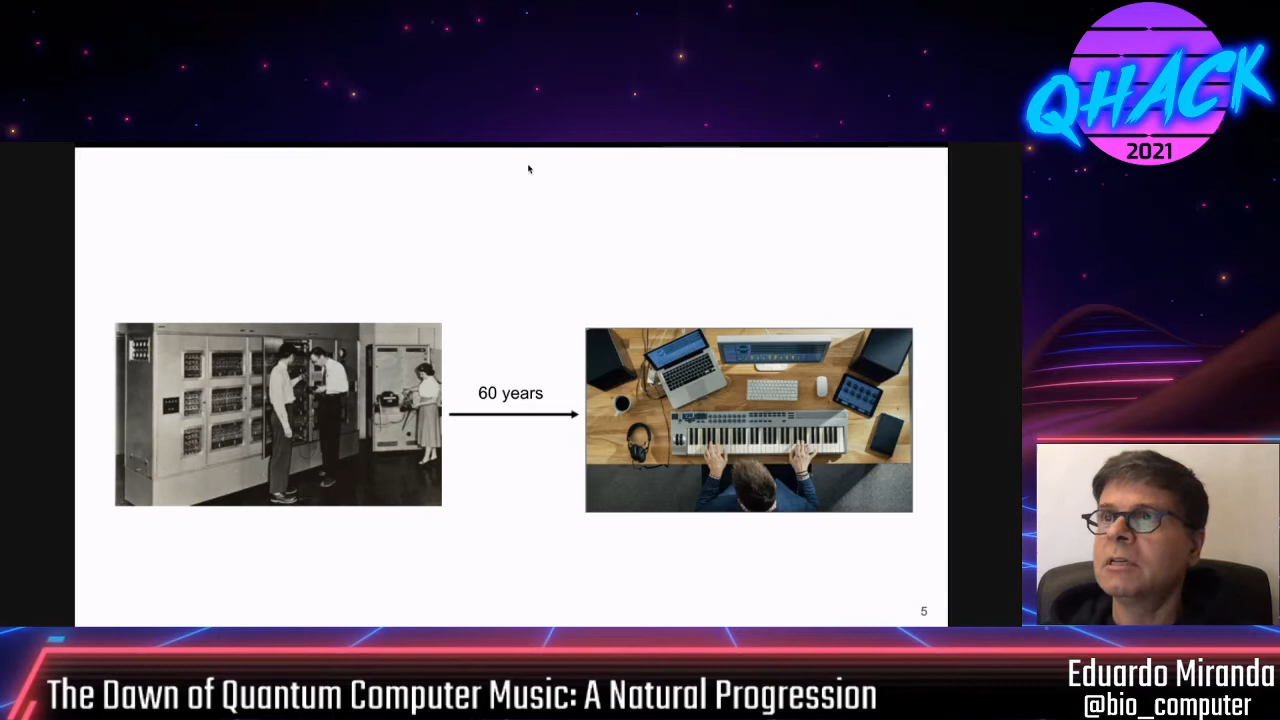 QHACK
2021
60 years
5
The Dawn of Quantum Computer Music: A Natural Progression
Eduardo Miranda
@bio_computer